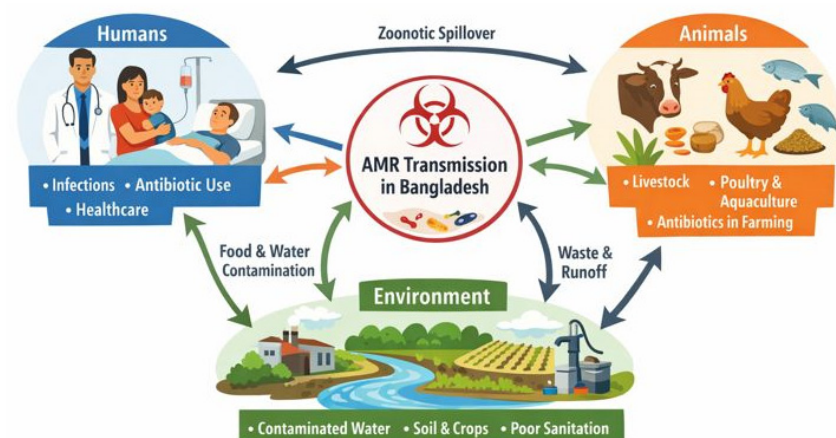 Humans
Zoonotic Spillover
Animals
AMR Transmission
in Bangladesh
• Infections • Antibiotic Use
• Healthcare
• Livestock • Poultry &
Aquaculture
• Antibiotics in Farming
Food & Water
Contamination
Waste &
Runoff
Environment
• Contaminated Water • Soil & Crops • Poor Sanitation